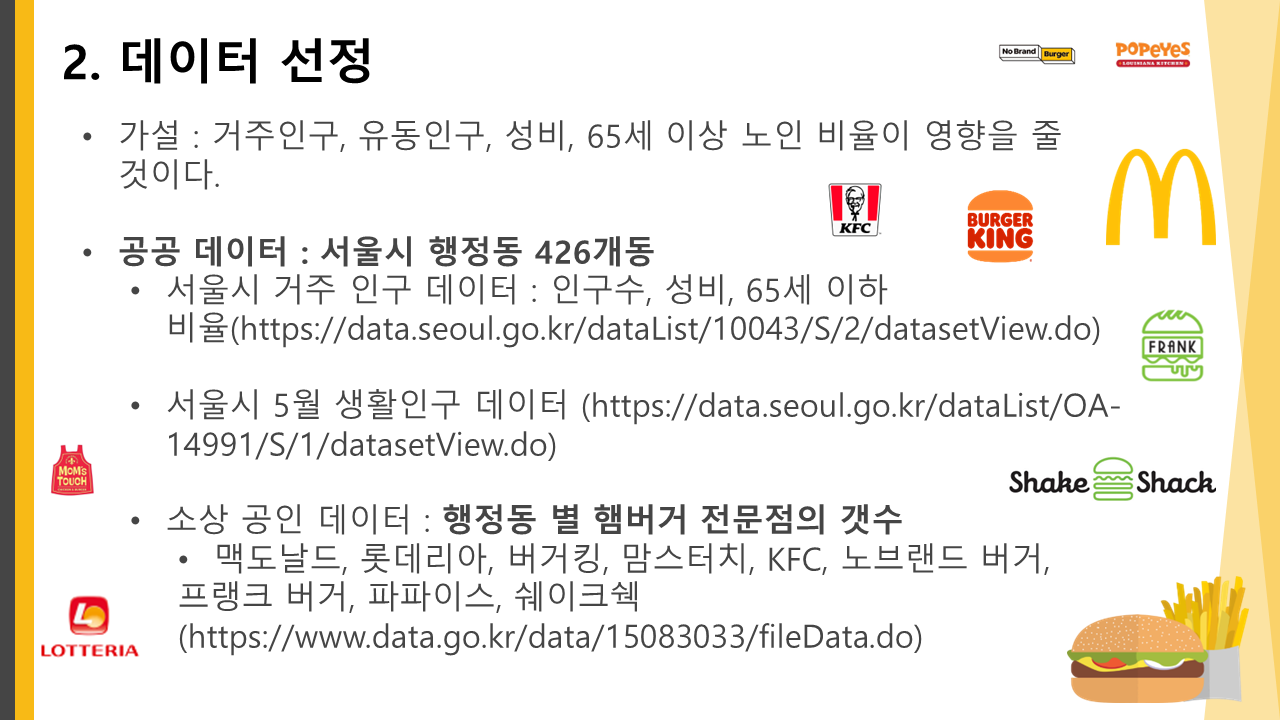 2. 데이터 선정
No Brand Burger
POPEYES
LOUISIANA KITCHEN
• 가설 : 거주인구, 유동인구, 성비, 65세 이상 노인 비율이 영향을 줄
것이다.
KFC
BURGER
KING
• 공공 데이터 : 서울시 행정동 426개동
• 서울시 거주 인구 데이터 : 인구수, 성비, 65세 이하
비율(https://data.seoul.go.kr/dataList/10043/S/2/datasetView.do)
FRANK
• 서울시 5월 생활인구 데이터 (https://data.seoul.go.kr/dataList/OA-
14991/S/1/datasetView.do)
MOM'S
TOUCH
Shake Shack
• 소상 공인 데이터 : 행정동 별 햄버거 전문점의 갯수
• 맥도날드, 롯데리아, 버거킹, 맘스터치, KFC, 노브랜드 버거,
프랭크 버거, 파파이스, 쉐이크쉑
(https://www.data.go.kr/data/15083033/fileData.do)
LOTTERIA